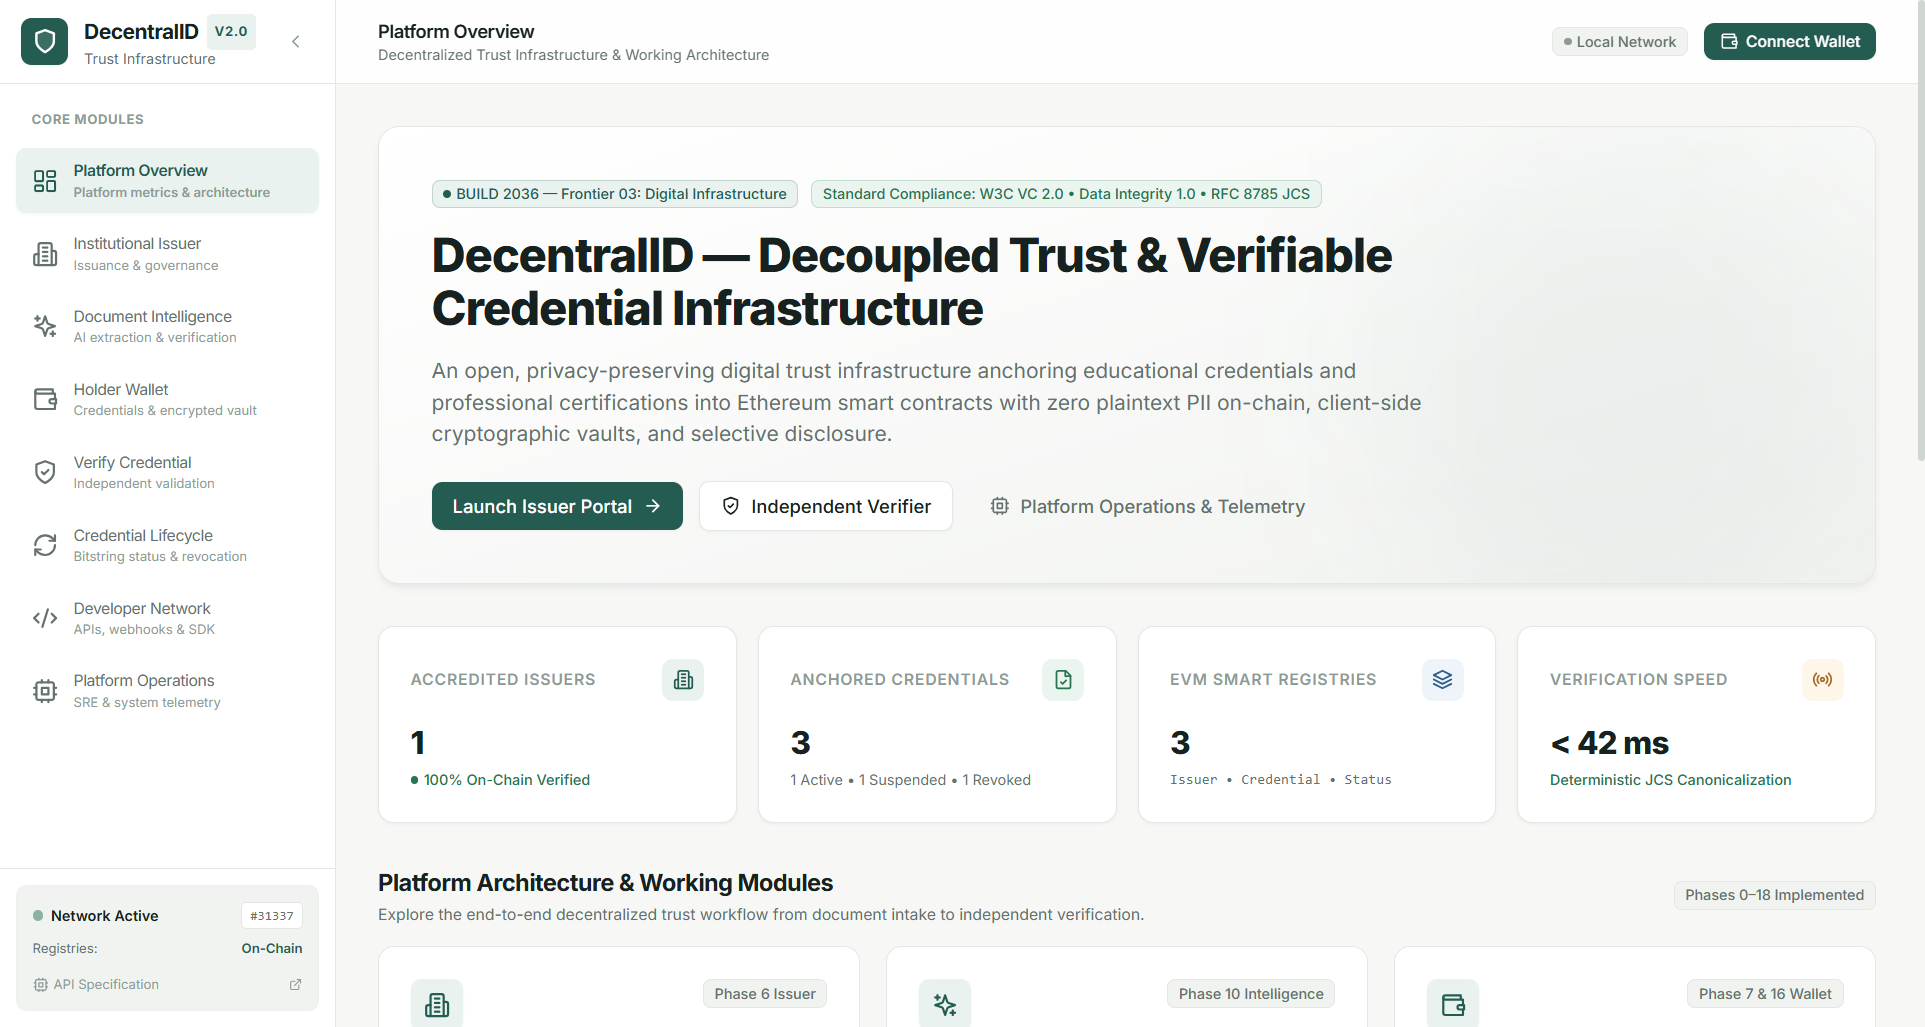 DecentralID V2.0
Trust Infrastructure
CORE MODULES
Platform Overview
Platform metrics & architecture
Institutional Issuer
Issuance & governance
Document Intelligence
AI extraction & verification
Holder Wallet
Credentials & encrypted vault
Verify Credential
Independent validation
Credential Lifecycle
Bitstring status & revocation
Developer Network
APIs, webhooks & SDK
Platform Operations
SRE & system telemetry
Network Active #31337
Registries: On-Chain
API Specification
Platform Overview
Decentralized Trust Infrastructure & Working Architecture
Local Network
Connect Wallet
BUILD 2036 — Frontier 03: Digital Infrastructure
Standard Compliance: W3C VC 2.0 • Data Integrity 1.0 • RFC 8785 JCS
DecentralID — Decoupled Trust & Verifiable
Credential Infrastructure
An open, privacy-preserving digital trust infrastructure anchoring educational credentials and
professional certifications into Ethereum smart contracts with zero plaintext PII on-chain, client-side
cryptographic vaults, and selective disclosure.
Launch Issuer Portal
Independent Verifier
Platform Operations & Telemetry
ACCREDITED ISSUERS
1
100% On-Chain Verified
ANCHORED CREDENTIALS
3
1 Active • 1 Suspended • 1 Revoked
EVM SMART REGISTRIES
3
Issuer • Credential • Status
VERIFICATION SPEED
< 42 ms
Deterministic JCS Canonicalization
Platform Architecture & Working Modules
Explore the end-to-end decentralized trust workflow from document intake to independent verification.
Phases 0–18 Implemented
Phase 6 Issuer
Phase 10 Intelligence
Phase 7 & 16 Wallet